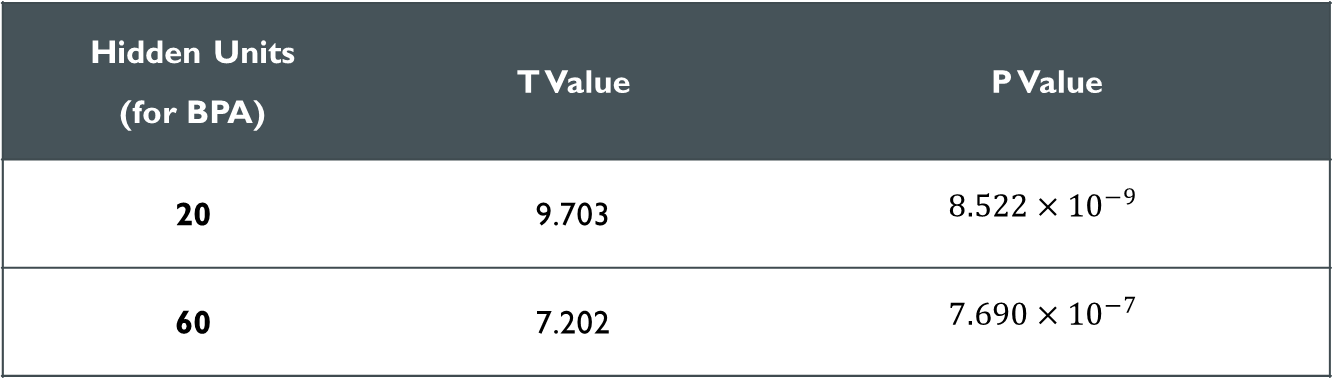 Hidden Units
(for BPA)
T Value
P Value
20
9.703
8.522 × 10⁻⁹
60
7.202
7.690 × 10⁻⁷